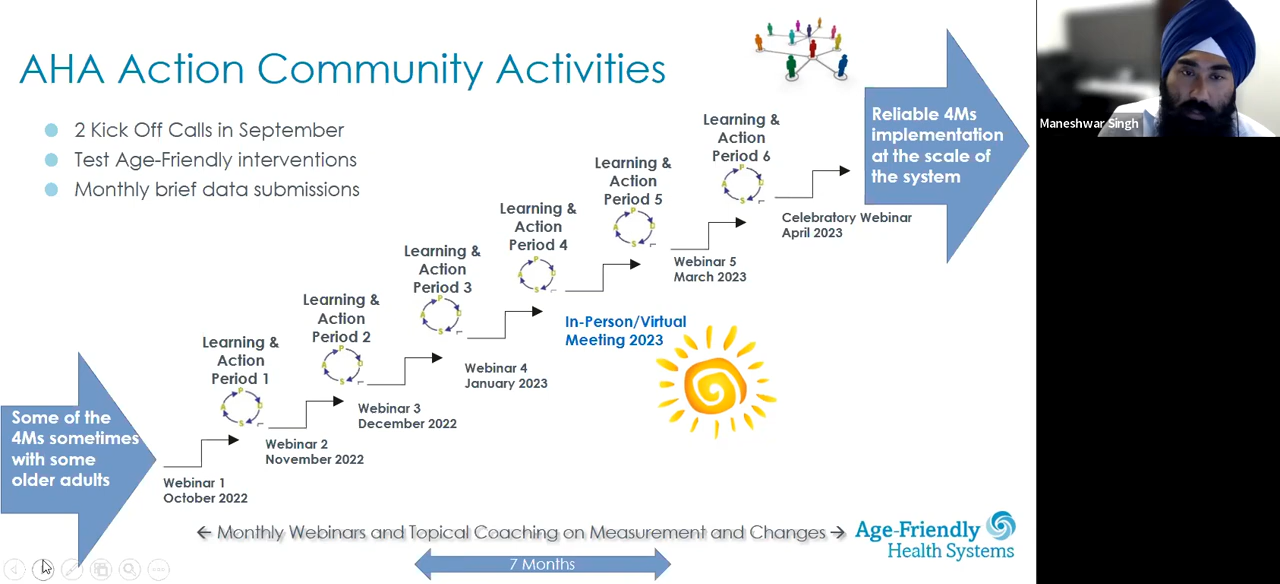 AHA Action Community Activities
2 Kick Off Calls in September
Test Age-Friendly interventions
Monthly brief data submissions
Some of the
4Ms sometimes
with some
older adults
Webinar 1
October 2022
Learning &
Action
Period 1
P
D
S
A
Webinar 2
November 2022
Learning &
Action
Period 2
P
D
S
A
Webinar 3
December 2022
Learning &
Action
Period 3
P
D
S
A
Webinar 4
January 2023
Learning &
Action
Period 4
P
D
S
A
In-Person/Virtual
Meeting 2023
Learning &
Action
Period 5
P
D
S
A
Webinar 5
March 2023
Learning &
Action
Period 6
P
D
S
A
Celebratory Webinar
April 2023
Reliable 4Ms
implementation
at the scale of
the system
← Monthly Webinars and Topical Coaching on Measurement and Changes →
7 Months
Age-Friendly
Health Systems
Maneshwar Singh